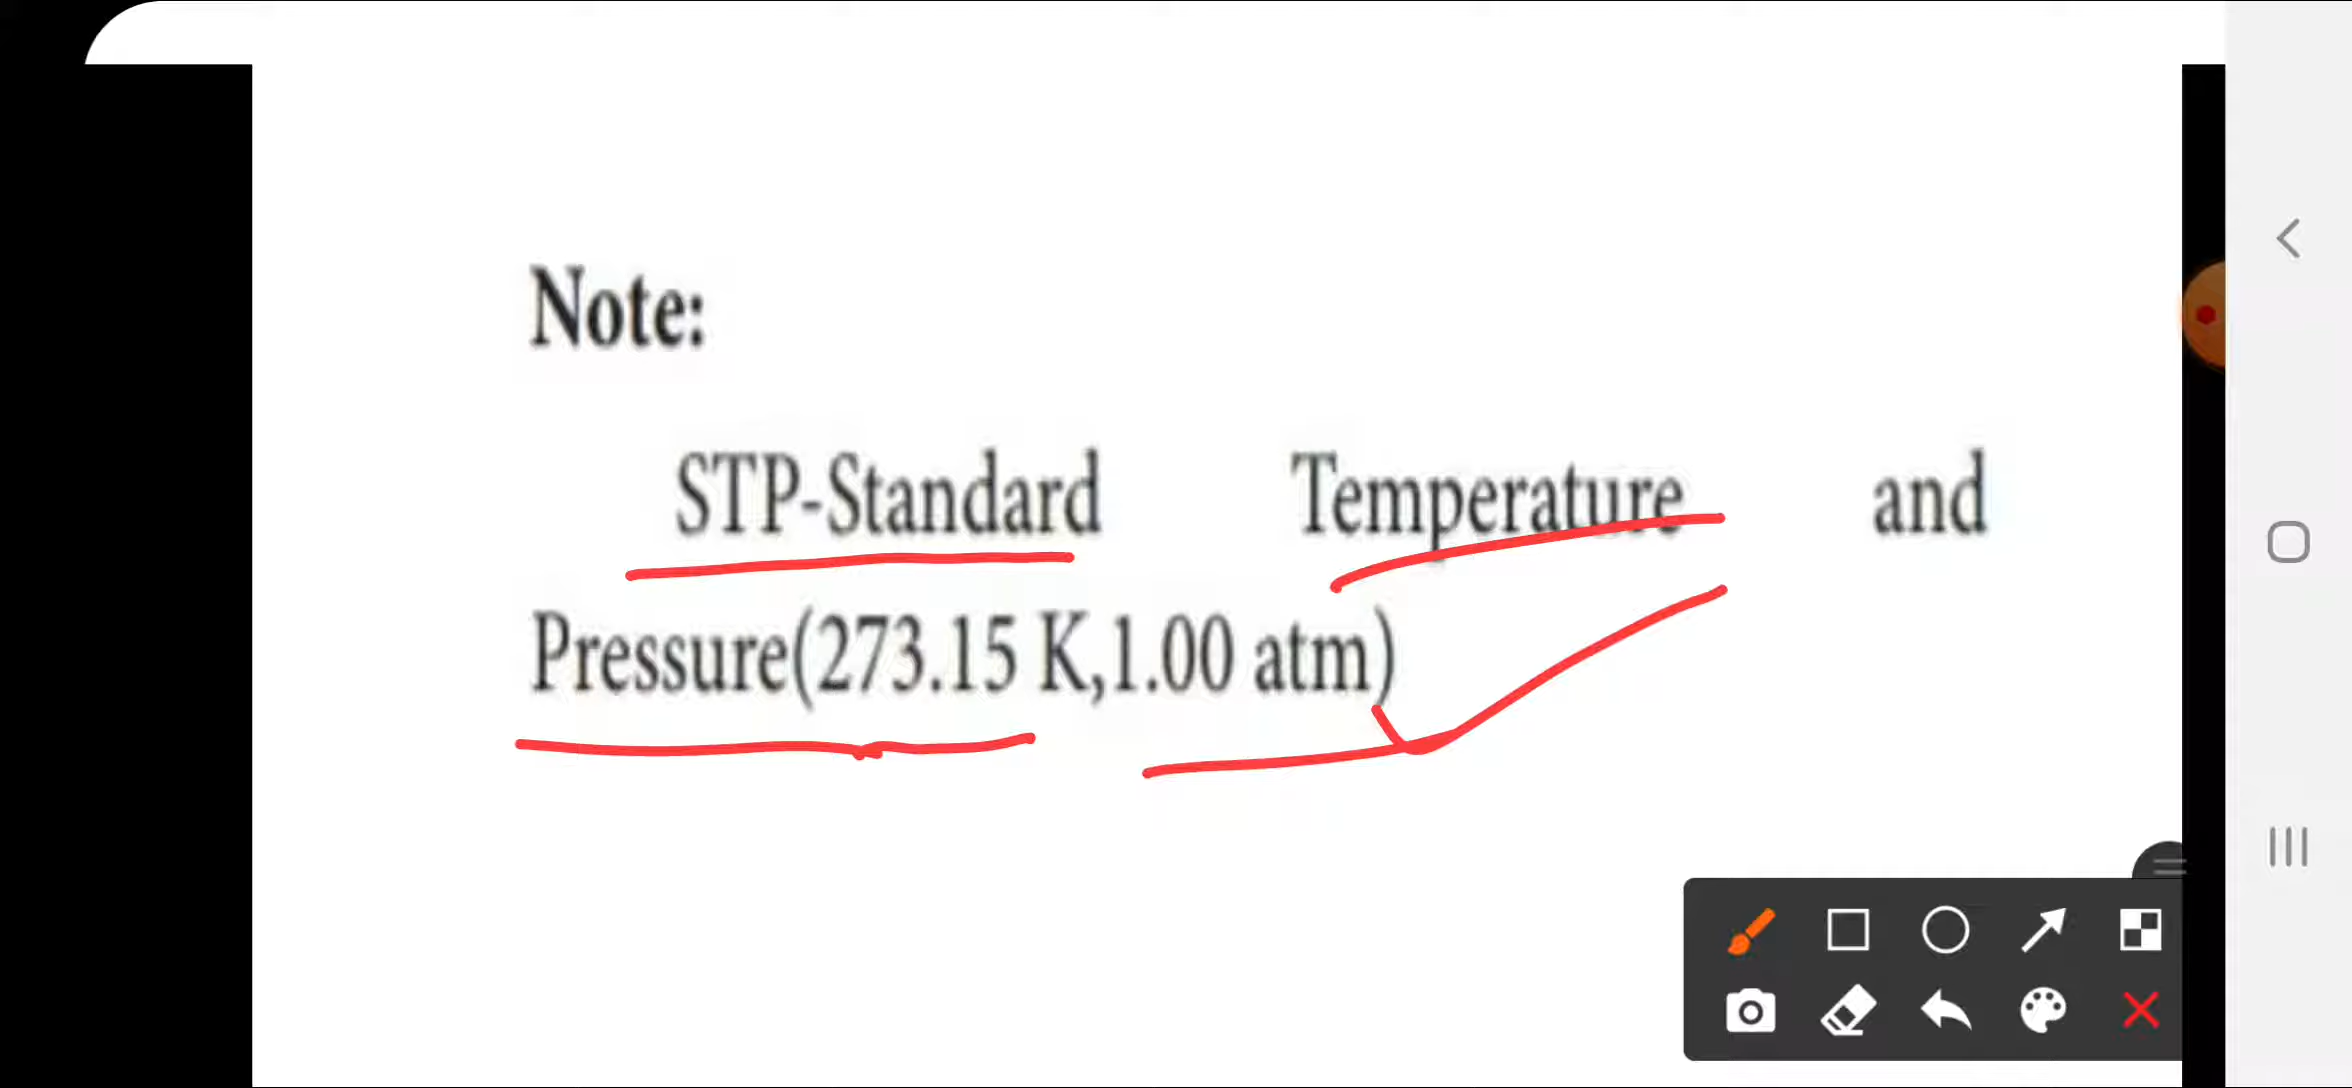 Note:
STP-Standard Temperature and
Pressure(273.15 K,1.00 atm)